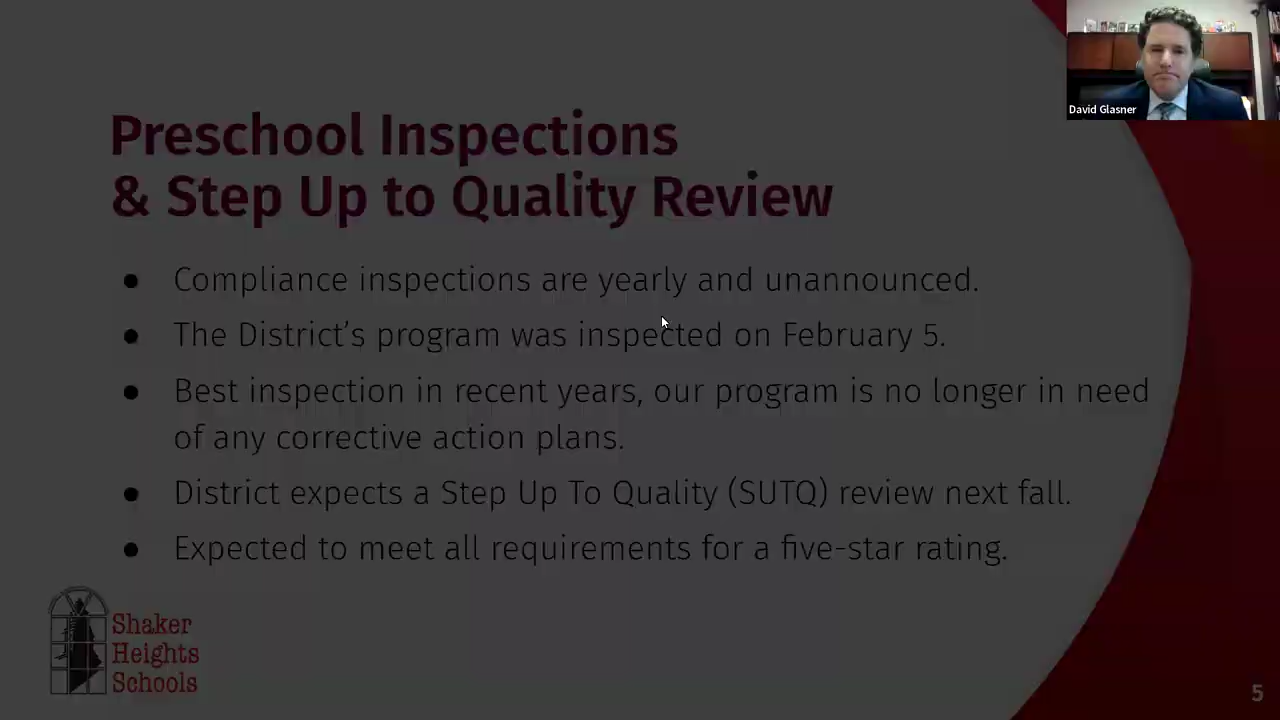 David Glasner
Preschool Inspections
& Step Up to Quality Review
● Compliance inspections are yearly and unannounced.
● The District’s program was inspected on February 5.
● Best inspection in recent years, our program is no longer in need
of any corrective action plans.
● District expects a Step Up To Quality (SUTQ) review next fall.
● Expected to meet all requirements for a five-star rating.
Shaker
Heights
Schools
5